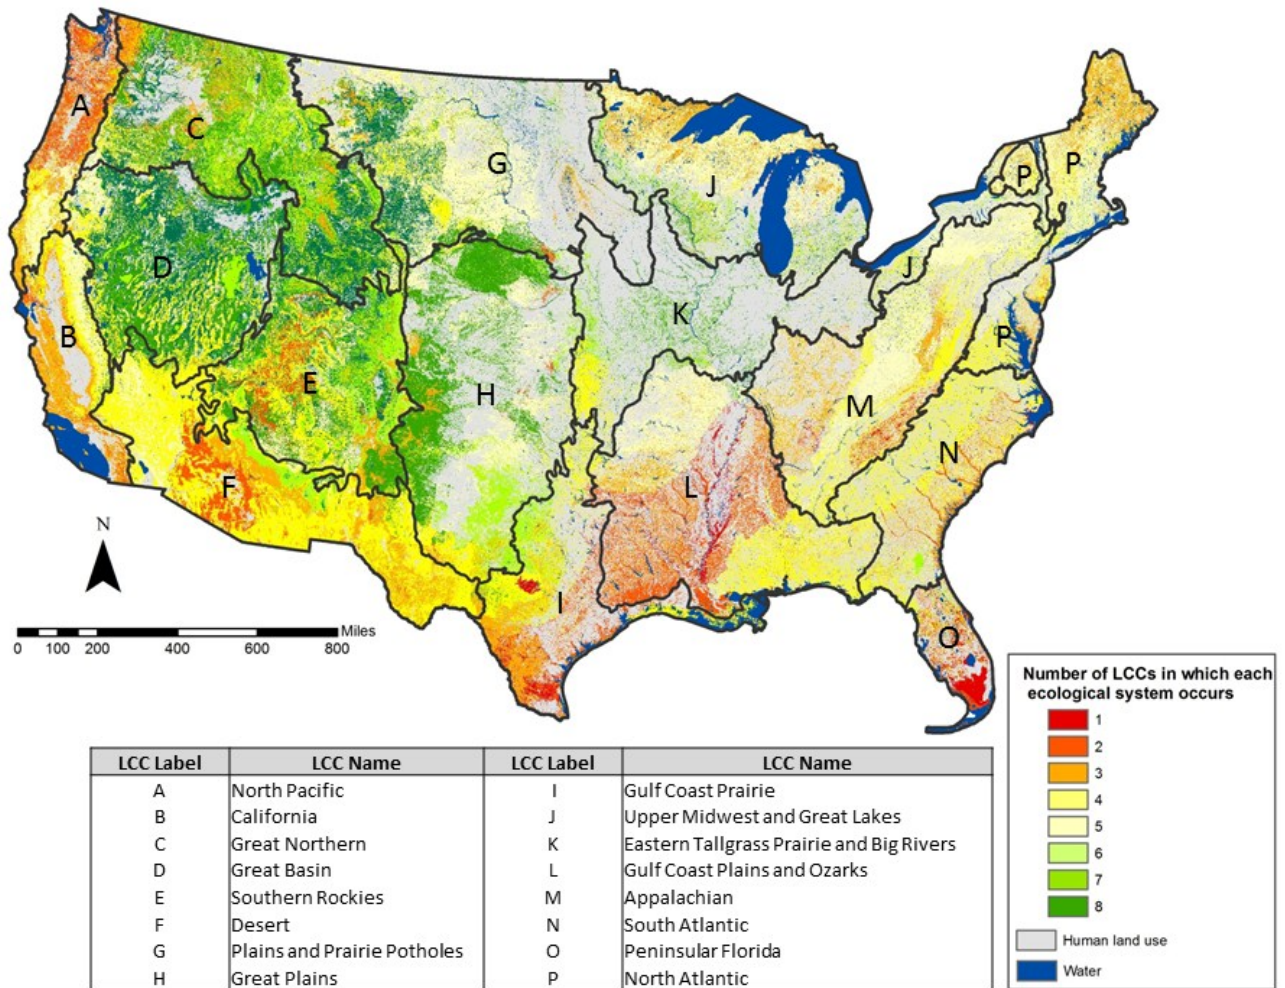 A
C
G
J
P
P
D
J
B
K
P
E
H
M
N
F
L
I
O
N
0 100 200 400 600 800 Miles
Number of LCCs in which each
ecological system occurs
1
2
3
4
5
6
7
8
Human land use
Water
LCC Label LCC Name LCC Label LCC Name
A North Pacific I Gulf Coast Prairie
B California J Upper Midwest and Great Lakes
C Great Northern K Eastern Tallgrass Prairie and Big Rivers
D Great Basin L Gulf Coast Plains and Ozarks
E Southern Rockies M Appalachian
F Desert N South Atlantic
G Plains and Prairie Potholes O Peninsular Florida
H Great Plains P North Atlantic